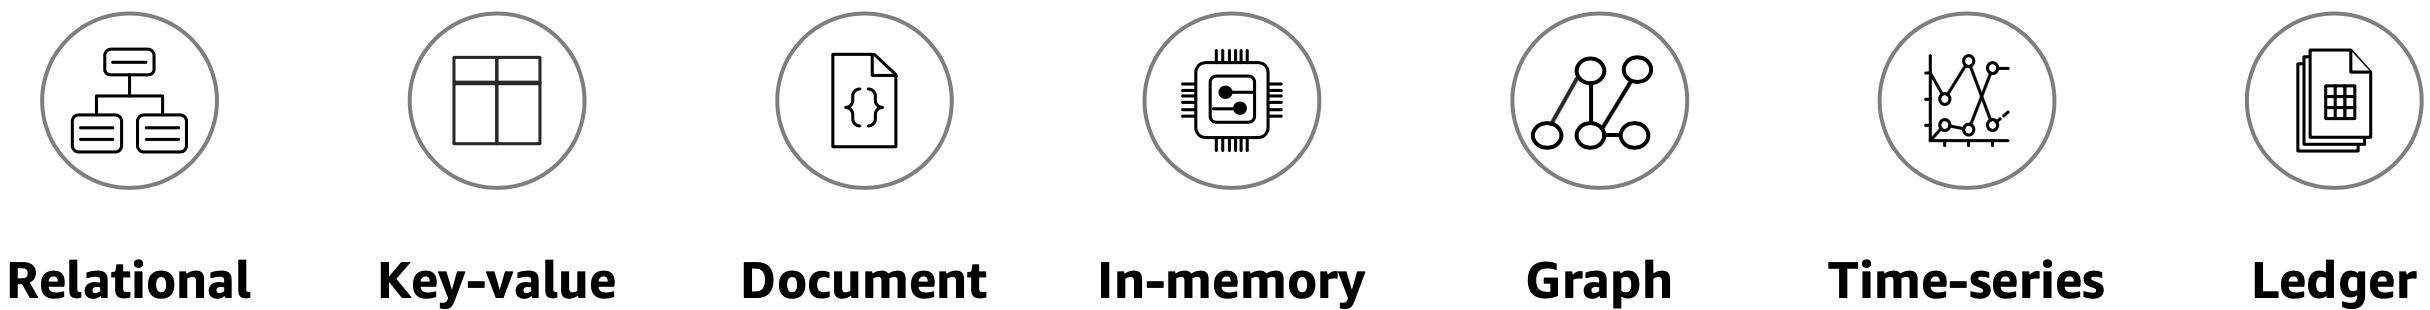 Relational
Key-value
Document
In-memory
Graph
Time-series
Ledger